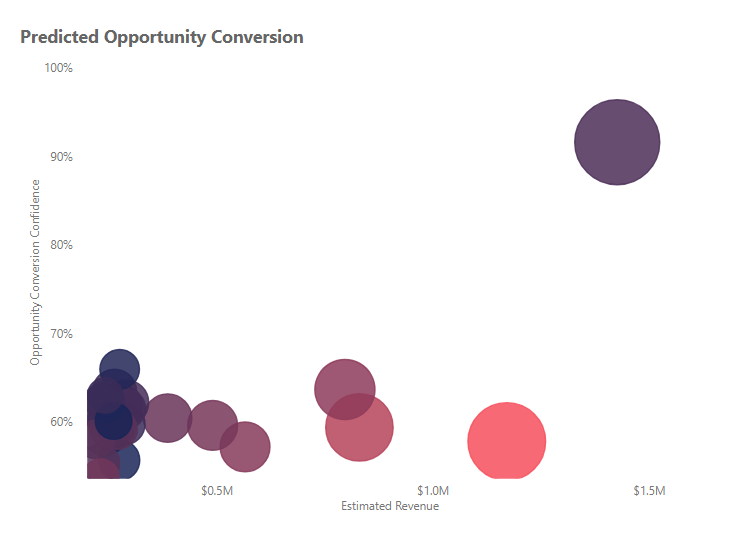 Predicted Opportunity Conversion
100%
90%
80%
70%
60%
Opportunity Conversion Confidence
$0.5M
$1.0M
$1.5M
Estimated Revenue